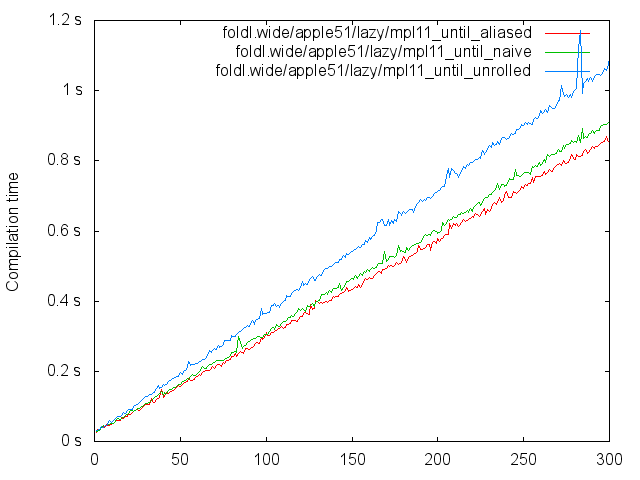 1.2 s
foldl.wide/apple51/lazy/mpl11_until_aliased
foldl.wide/apple51/lazy/mpl11_until_naive
foldl.wide/apple51/lazy/mpl11_until_unrolled
1 s
0.8 s
0.6 s
0.4 s
0.2 s
0 s
Compilation time
0 50 100 150 200 250 300